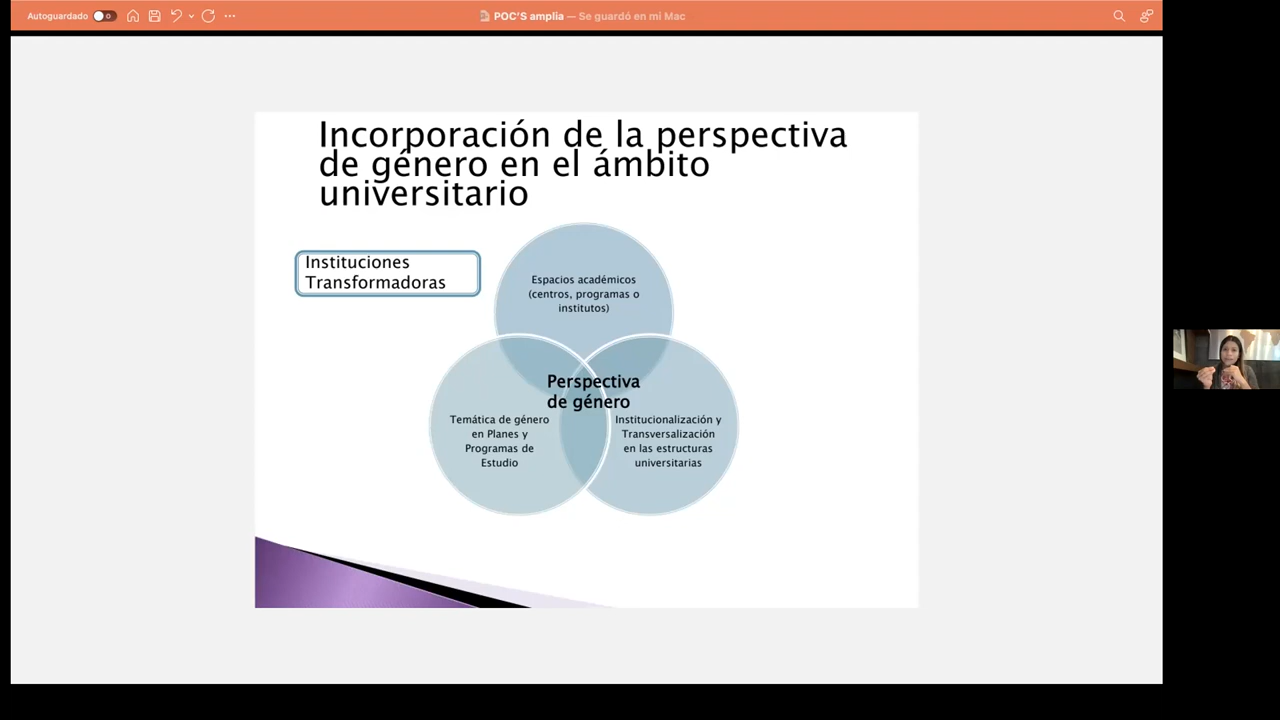 Autoguardado
POC'S amplia — Se guardó en mi Mac
Incorporación de la perspectiva
de género en el ámbito
universitario
Instituciones
Transformadoras
Espacios académicos
(centros, programas o
institutos)
Perspectiva
de género
Temática de género
en Planes y
Programas de
Estudio
Institucionalización y
Transversalización
en las estructuras
universitarias